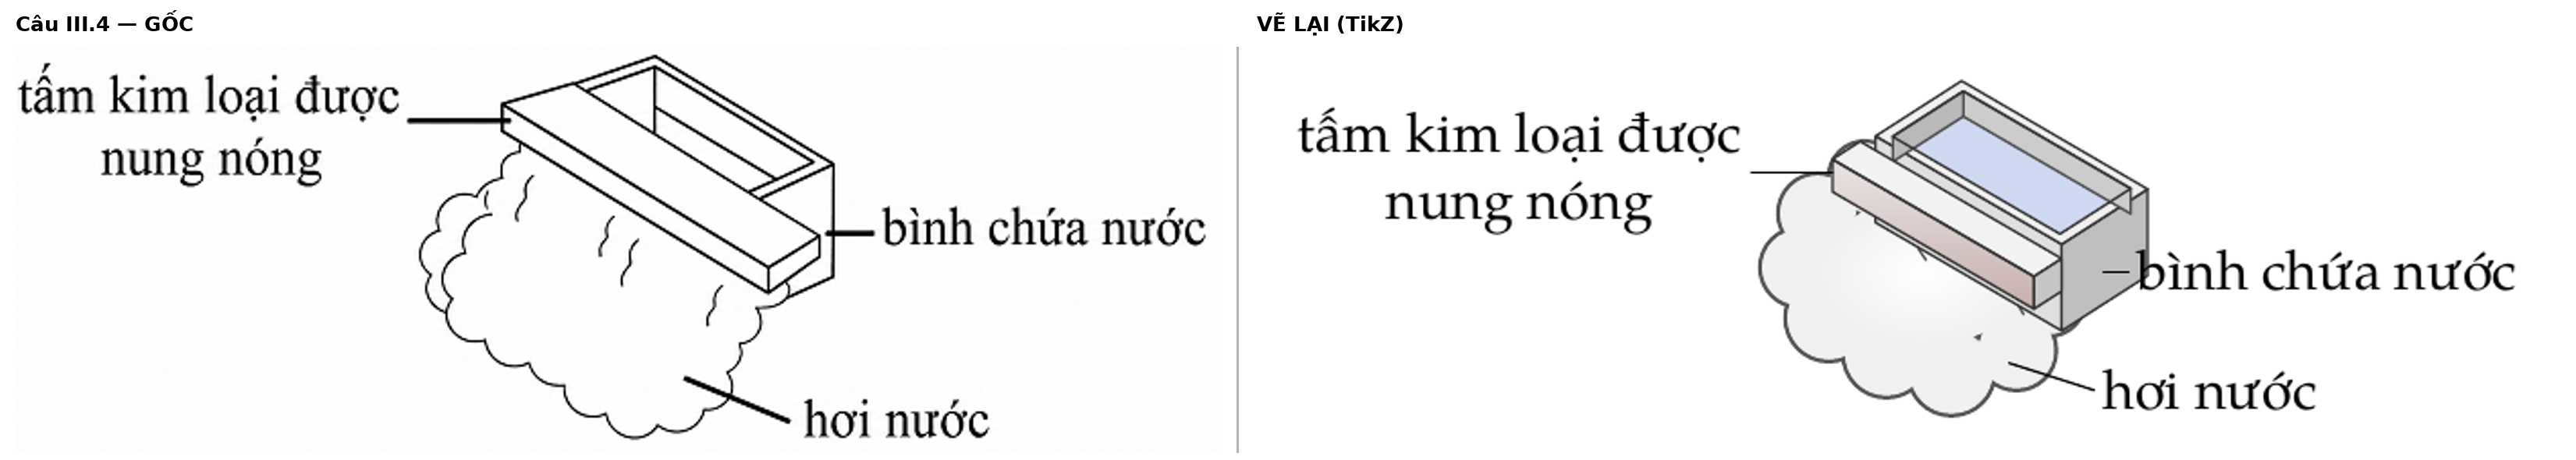 Câu III.4 — GỐC
tấm kim loại được
nung nóng
bình chứa nước
hơi nước
VẼ LẠI (TikZ)
tấm kim loại được
nung nóng
bình chứa nước
hơi nước